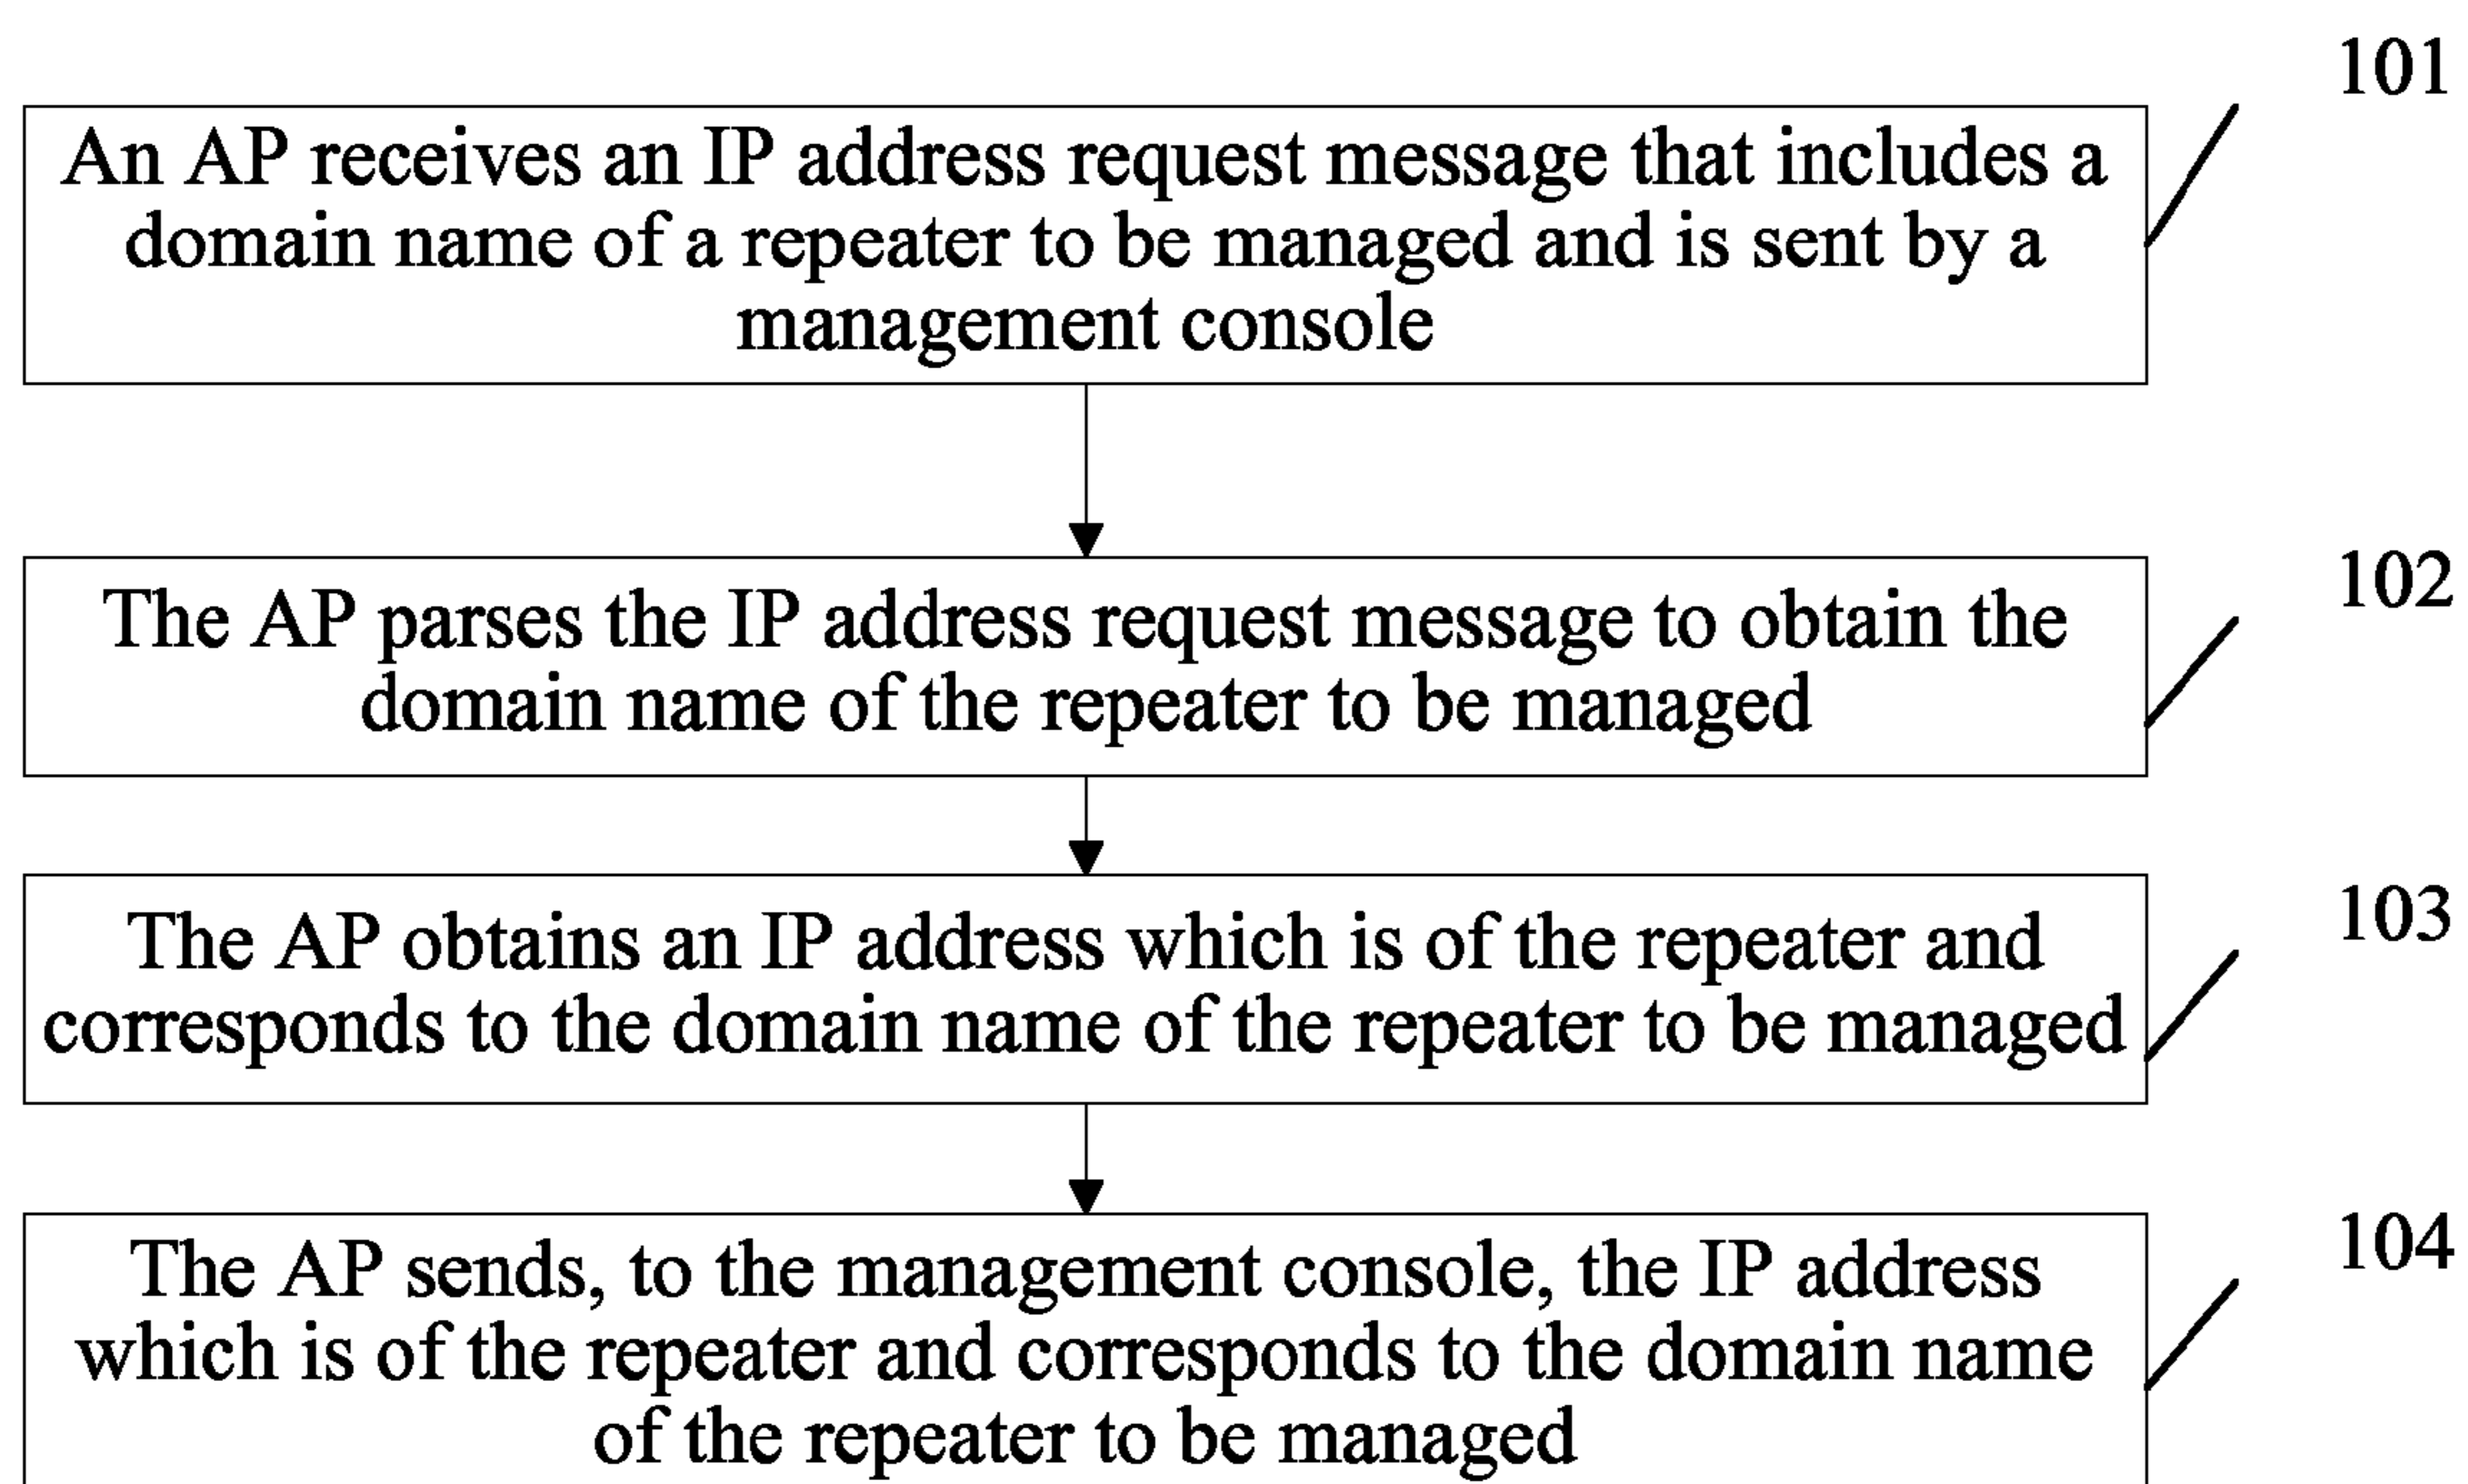 101
An AP receives an IP address request message that includes a
domain name of a repeater to be managed and is sent by a
management console
102
The AP parses the IP address request message to obtain the
domain name of the repeater to be managed
103
The AP obtains an IP address which is of the repeater and
corresponds to the domain name of the repeater to be managed
104
The AP sends, to the management console, the IP address
which is of the repeater and corresponds to the domain name
of the repeater to be managed